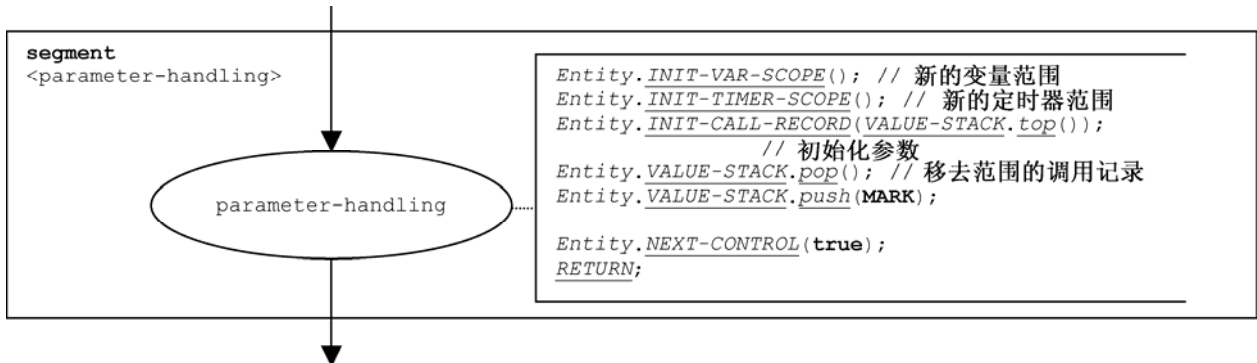 segment
<parameter-handling>
Entity.INIT-VAR-SCOPE(); // 新的变量范围
Entity.INIT-TIMER-SCOPE(); // 新的定时器范围
Entity.INIT-CALL-RECORD(VALUE-STACK.top());
// 初始化参数
Entity.VALUE-STACK.pop(); // 移去范围的调用记录
Entity.VALUE-STACK.push(MARK);
parameter-handling
Entity.NEXT-CONTROL(true);
RETURN;